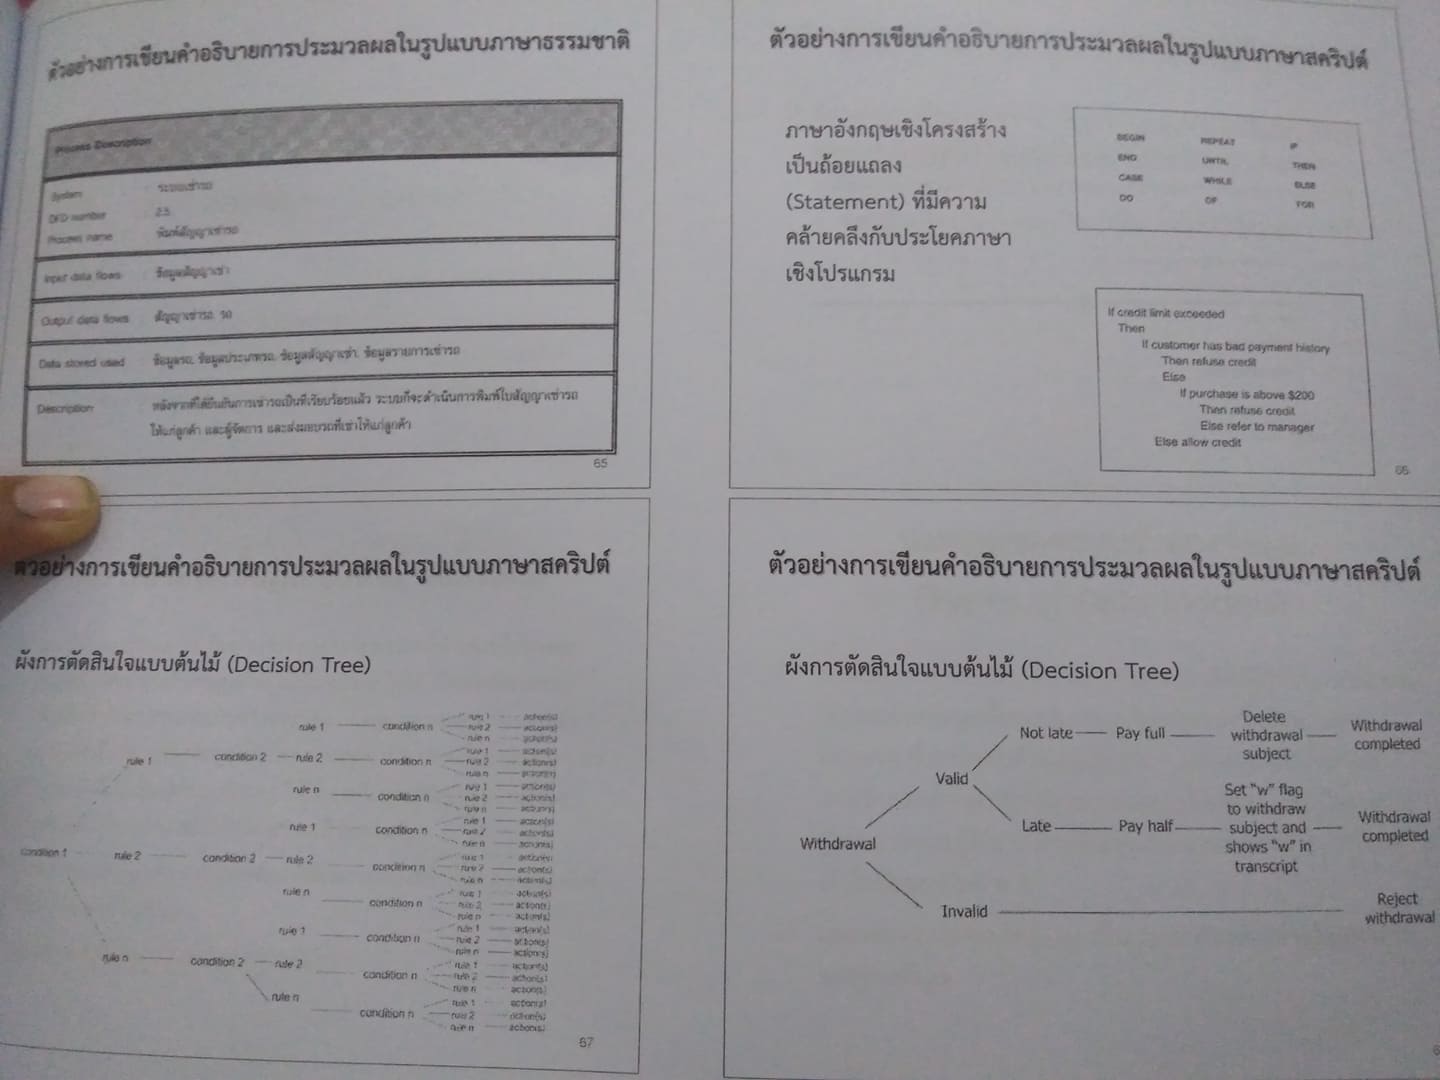 ตัวอย่างการเขียนคำอธิบายการประมวลผลในรูปแบบภาษาธรรมชาติ
Process Description
System ระบบเช่ารถ
DFD number 2.5
Process name พิมพ์สัญญาเช่ารถ
Input data flows ข้อมูลสัญญาเช่า
Output data flows สัญญาเช่ารถ, รถ
Data stored used ข้อมูลรถ, ข้อมูลประเภทรถ, ข้อมูลสัญญาเช่า, ข้อมูลรายการเช่ารถ
Description หลังจากที่ได้ยืนยันการเช่ารถเป็นที่เรียบร้อยแล้ว ระบบก็จะดำเนินการพิมพ์ใบสัญญาเช่ารถ
ให้แก่ลูกค้า และผู้จัดการ และส่งมอบรถที่เช่าให้แก่ลูกค้า
65
ตัวอย่างการเขียนคำอธิบายการประมวลผลในรูปแบบภาษาสคริปต์
ภาษาอังกฤษเชิงโครงสร้าง
เป็นถ้อยแถลง
(Statement) ที่มีความ
คล้ายคลึงกับประโยคภาษา
เชิงโปรแกรม
BEGIN REPEAT IF
END UNTIL THEN
CASE WHILE ELSE
DO OF FOR
If credit limit exceeded
Then
If customer has bad payment history
Then refuse credit
Else
If purchase is above $200
Then refuse credit
Else refer to manager
Else allow credit
66
ตัวอย่างการเขียนคำอธิบายการประมวลผลในรูปแบบภาษาสคริปต์
ผังการตัดสินใจแบบต้นไม้ (Decision Tree)
rule 1 action(s)
rule 1 condition n rule 2 action(s)
rule n action(s)
rule 1 action(s)
rule 1 condition 2 rule 2 condition n rule 2 action(s)
rule n action(s)
rule 1 action(s)
rule n condition n rule 2 action(s)
rule n action(s)
rule 1 action(s)
rule 1 condition n rule 2 action(s)
rule n action(s)
rule 1 action(s)
condition 1 rule 2 condition 2 rule 2 condition n rule 2 action(s)
rule n action(s)
rule 1 action(s)
rule n condition n rule 2 action(s)
rule n action(s)
rule 1 action(s)
rule 1 condition n rule 2 action(s)
rule n action(s)
rule 1 action(s)
rule n condition 2 rule 2 condition n rule 2 action(s)
rule n action(s)
rule 1 action(s)
rule n condition n rule 2 action(s)
rule n action(s)
67
ตัวอย่างการเขียนคำอธิบายการประมวลผลในรูปแบบภาษาสคริปต์
ผังการตัดสินใจแบบต้นไม้ (Decision Tree)
Withdrawal
Valid
Not late
Pay full
Delete
withdrawal
subject
Withdrawal
completed
Late
Pay half
Set "w" flag
to withdraw
subject and
shows "w" in
transcript
Withdrawal
completed
Invalid
Reject
withdrawal